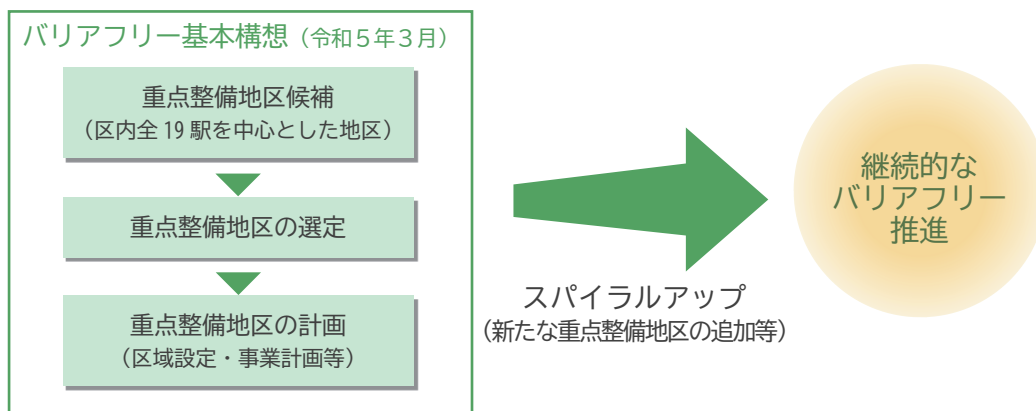 バリアフリー基本構想（令和５年３月）
重点整備地区候補
（区内全 19 駅を中心とした地区）
重点整備地区の選定
重点整備地区の計画
（区域設定・事業計画等）
スパイラルアップ
（新たな重点整備地区の追加等）
継続的な
バリアフリー
推進